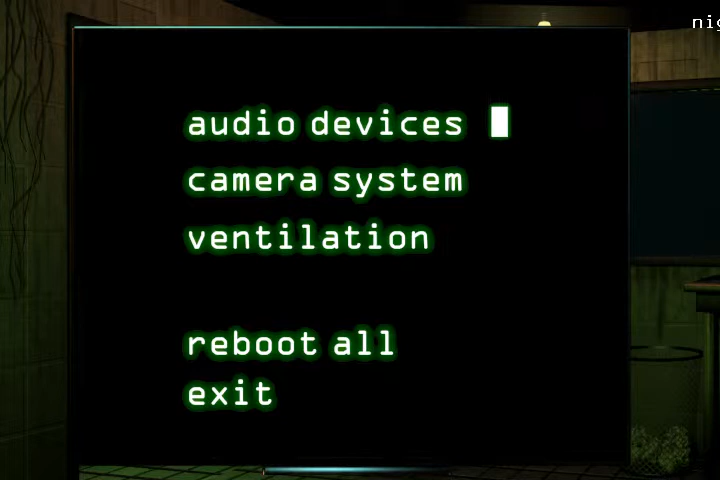 audio devices
camera system
ventilation
reboot all
exit